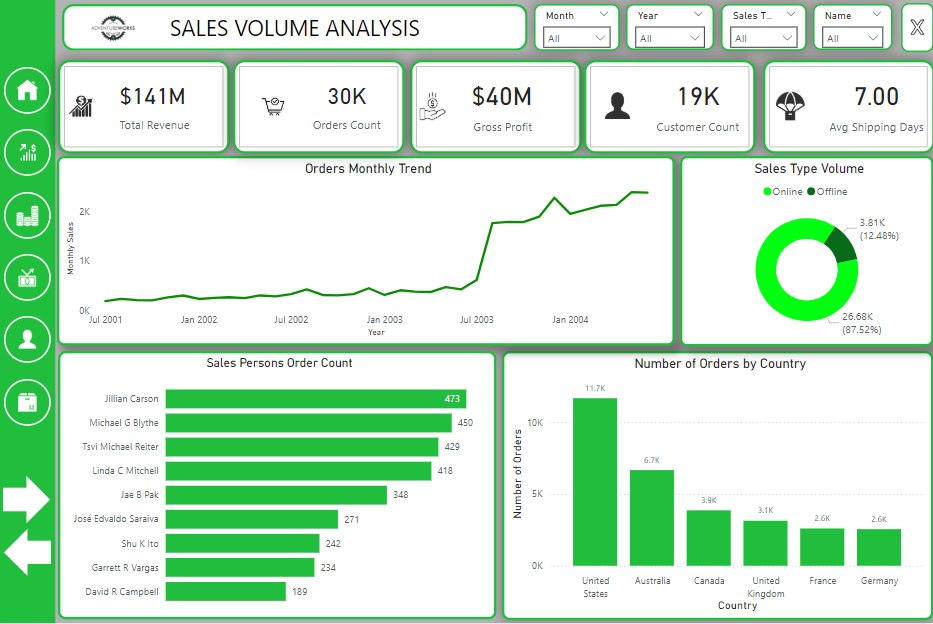 ADVENTUREWORKS
SALES VOLUME ANALYSIS
Month
All
Year
All
Sales T...
All
Name
All
X
$141M
Total Revenue
30K
Orders Count
$40M
Gross Profit
19K
Customer Count
7.00
Avg Shipping Days
Orders Monthly Trend
Monthly Sales
2K
1K
0K
Jul 2001
Jan 2002
Jul 2002
Jan 2003
Jul 2003
Jan 2004
Year
Sales Type Volume
Online
Offline
3.81K
(12.48%)
26.68K
(87.52%)
Sales Persons Order Count
Jillian Carson 473
Michael G Blythe 450
Tsvi Michael Reiter 429
Linda C Mitchell 418
Jae B Pak 348
José Edvaldo Saraiva 271
Shu K Ito 242
Garrett R Vargas 234
David R Campbell 189
Number of Orders by Country
Number of Orders
10K
5K
0K
11.7K
6.7K
3.9K
3.1K
2.6K
2.6K
United
States
Australia
Canada
United
Kingdom
France
Germany
Country